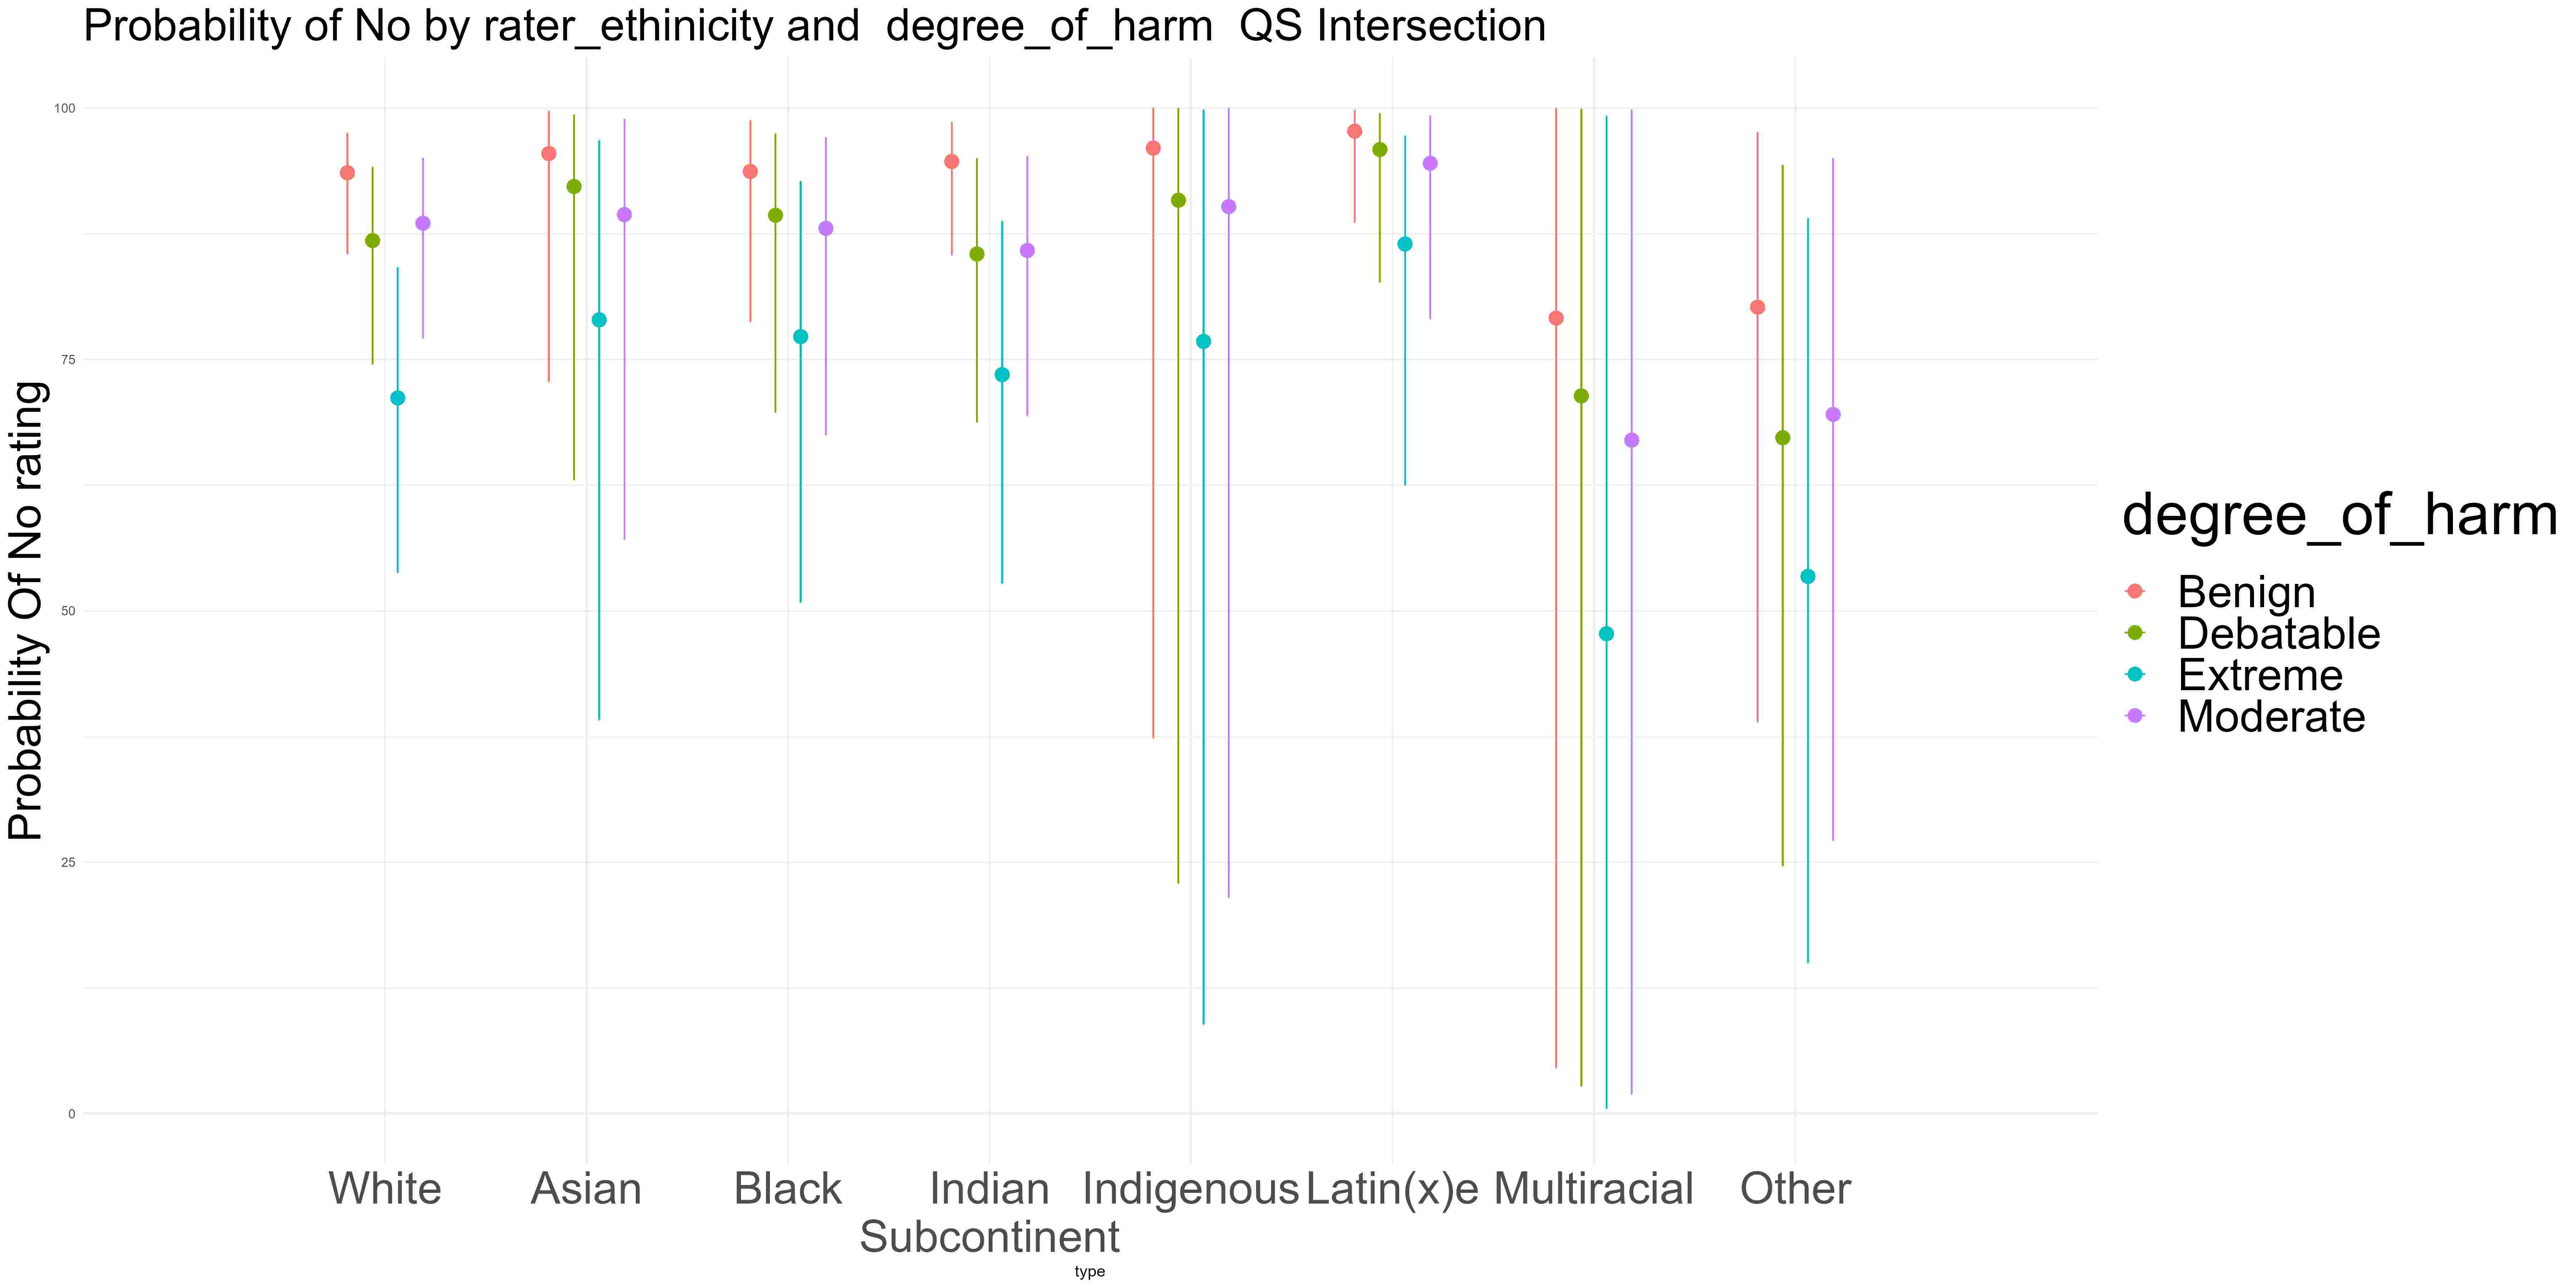 Probability of No by rater_ethinicity and  degree_of_harm  QS Intersection
Probability Of No rating
100
75
50
25
0
White
Asian
Black
Indian
Subcontinent
Indigenous
Latin(x)e
Multiracial
Other
type
degree_of_harm
Benign
Debatable
Extreme
Moderate